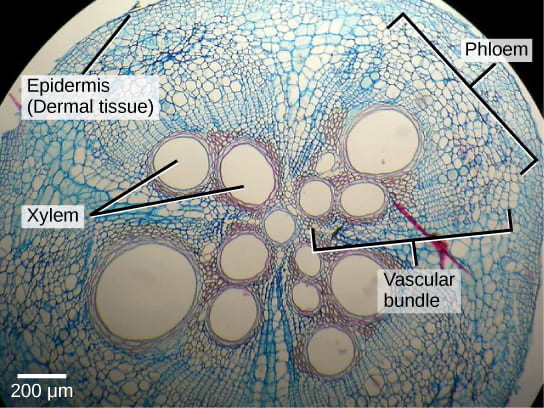 Phloem
Epidermis
(Dermal tissue)
Xylem
Vascular
bundle
200 μm